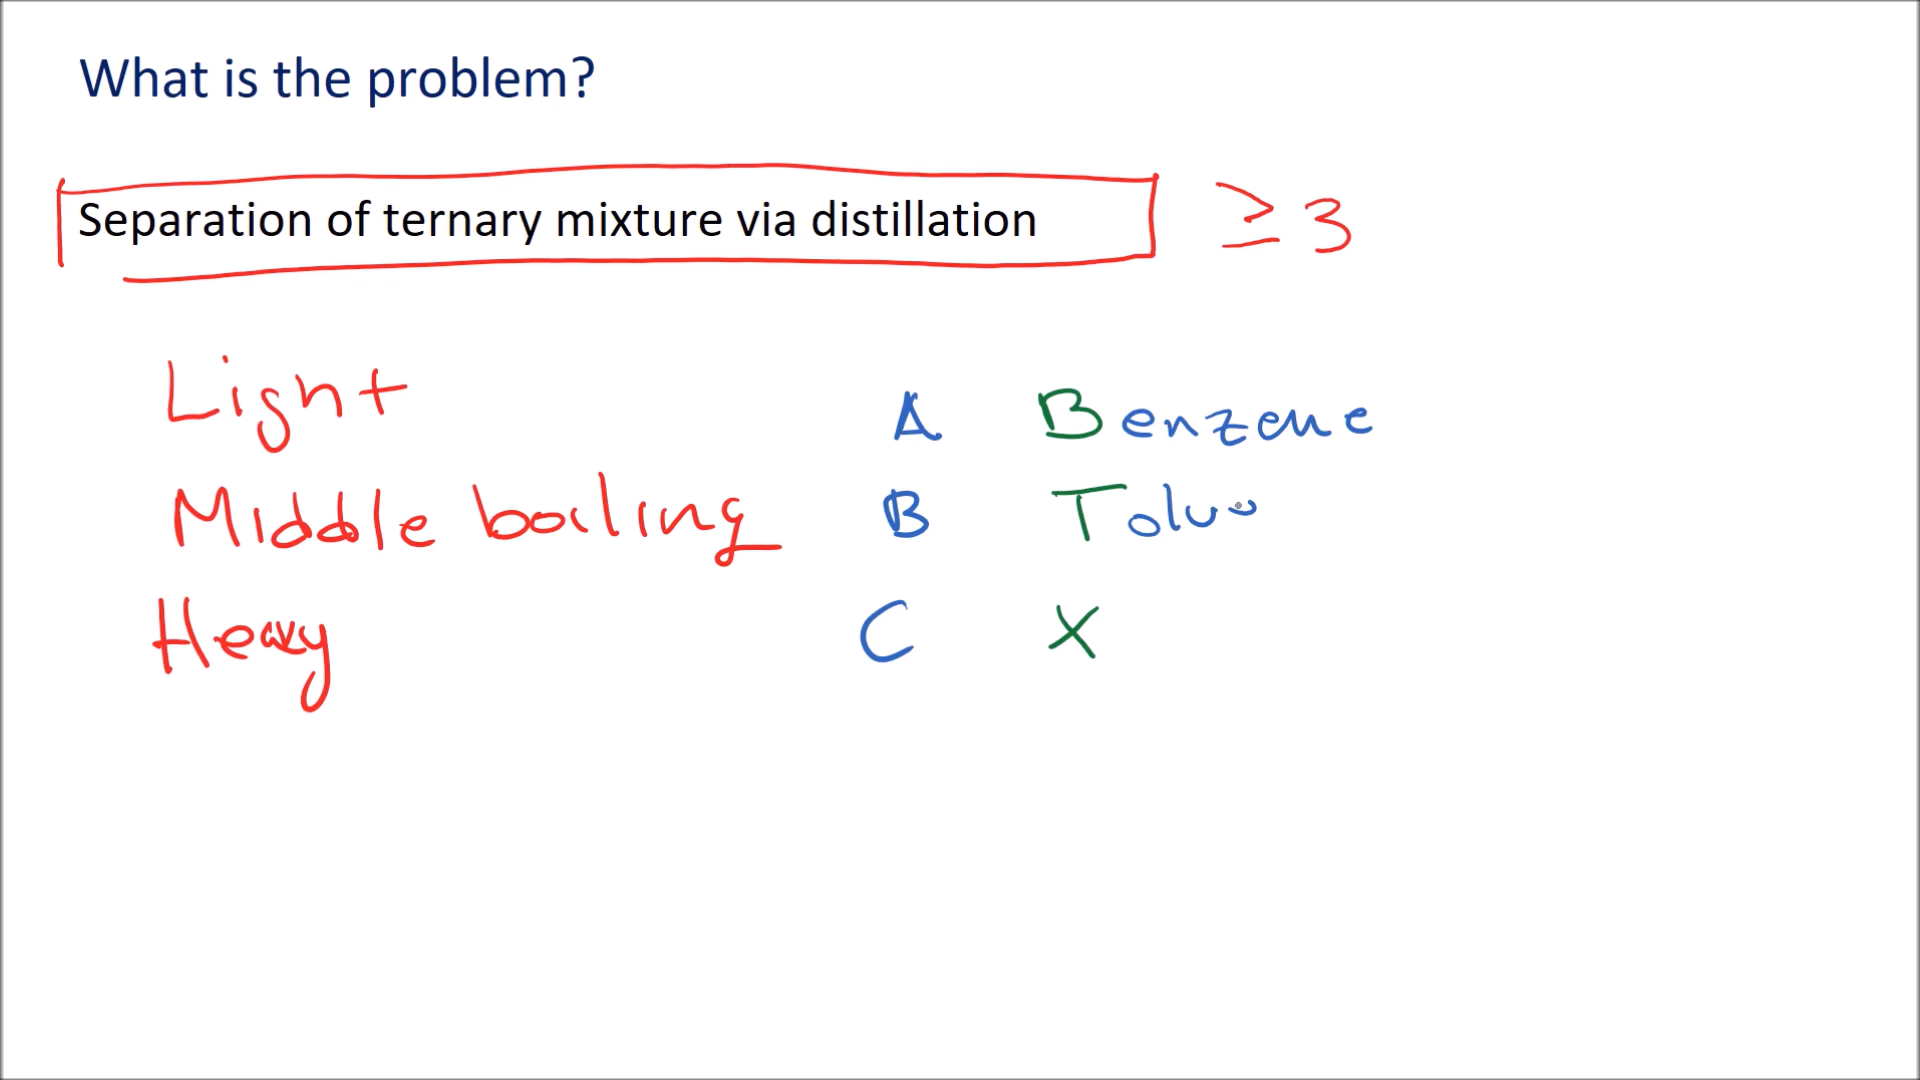 What is the problem?
Separation of ternary mixture via distillation ≥ 3
Light A Benzene
Middle boiling B Tolu
Heavy C X